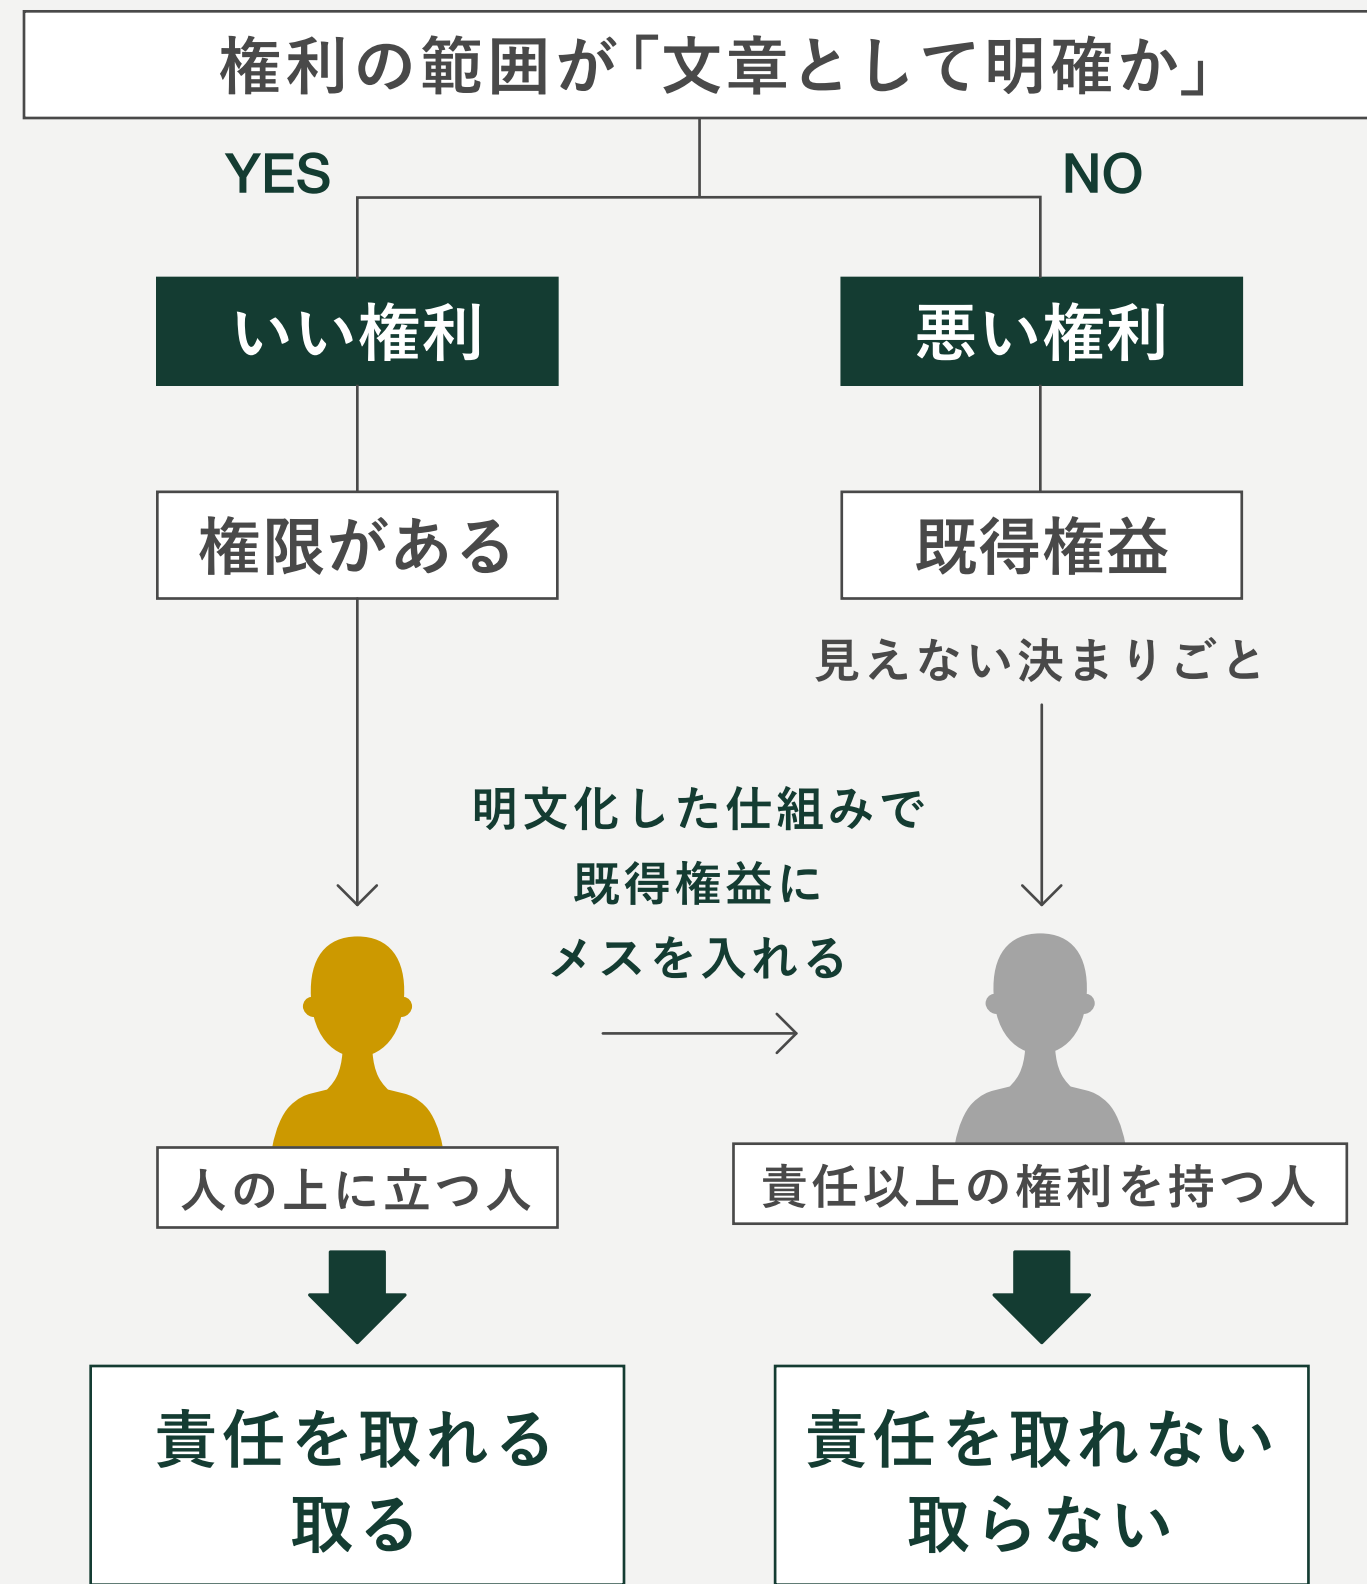 権利の範囲が「文章として明確か」
YES
NO
いい権利
悪い権利
権限がある
既得権益
見えない決まりごと
明文化した仕組みで
既得権益に
メスを入れる
人の上に立つ人
責任以上の権利を持つ人
責任を取れる
取る
責任を取れない
取らない